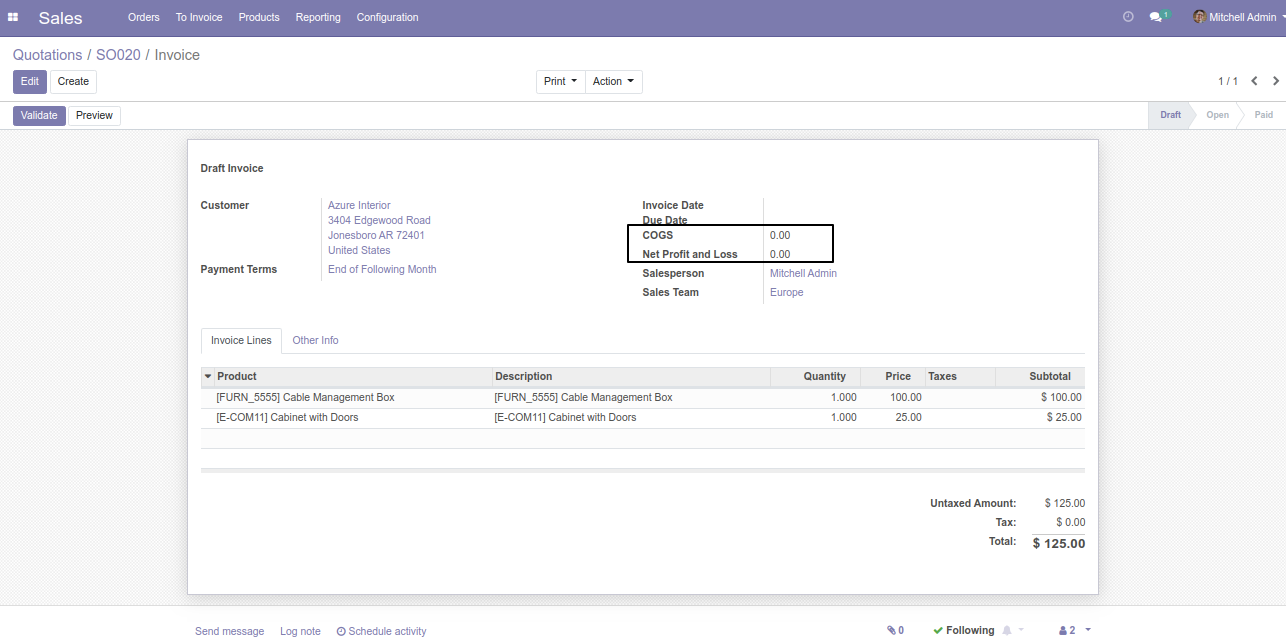 Sales Orders To Invoice Products Reporting Configuration 1 Mitchell Admin
Quotations / SO020 / Invoice
Edit Create Print Action 1 / 1
Validate Preview Draft Open Paid
Draft Invoice
Customer Azure Interior Invoice Date
3404 Edgewood Road Due Date
Jonesboro AR 72401 COGS 0.00
United States Net Profit and Loss 0.00
Payment Terms End of Following Month Salesperson Mitchell Admin
Sales Team Europe
Invoice Lines Other Info
Product Description Quantity Price Taxes Subtotal
[FURN_5555] Cable Management Box [FURN_5555] Cable Management Box 1.000 100.00 $ 100.00
[E-COM11] Cabinet with Doors [E-COM11] Cabinet with Doors 1.000 25.00 $ 25.00
Untaxed Amount: $ 125.00
Tax: $ 0.00
Total: $ 125.00
Send message Log note Schedule activity 0 Following 2